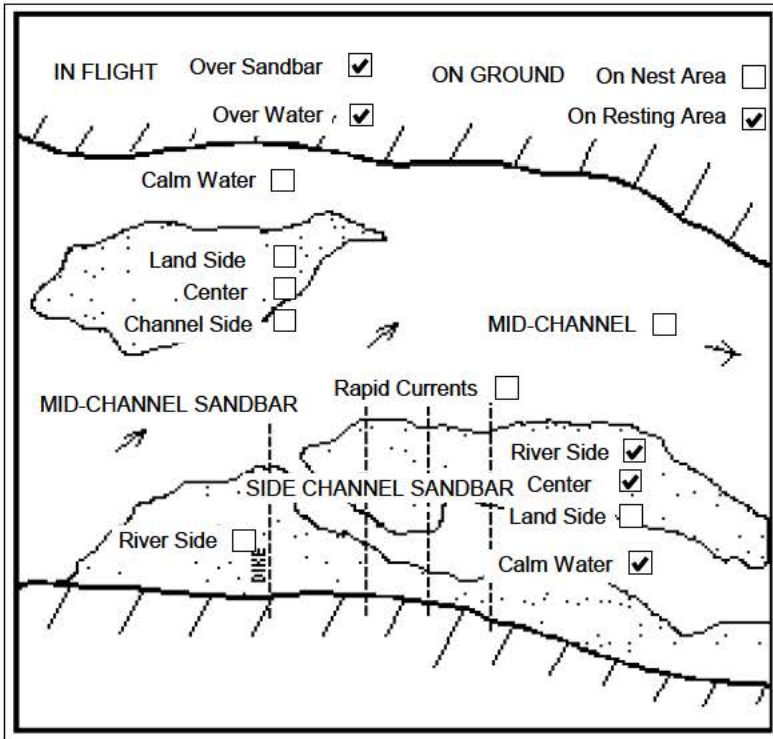 IN FLIGHT Over Sandbar ON GROUND On Nest Area
Over Water On Resting Area
Calm Water
Land Side
Center
Channel Side
MID-CHANNEL
Rapid Currents
MID-CHANNEL SANDBAR
River Side
SIDE CHANNEL SANDBAR Center
Land Side
River Side
DIKE
Calm Water